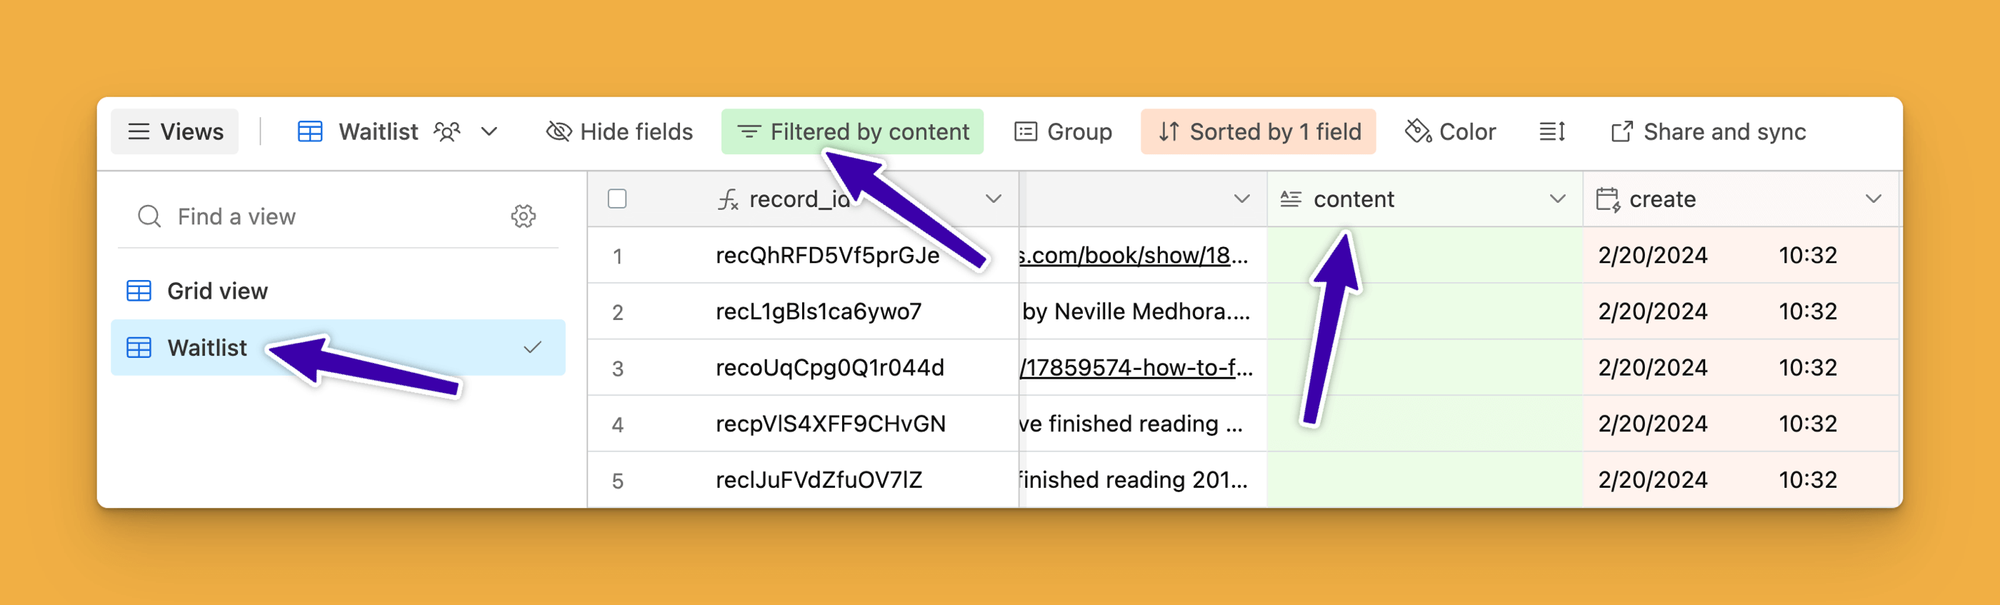 Views Waitlist Hide fields Filtered by content Group Sorted by 1 field Color Share and sync
Find a view
Grid view
Waitlist
record_id content create
1 recQhRFD5Vf5prGJe s.com/book/show/18... 2/20/2024 10:32
2 recL1gBls1ca6ywo7 by Neville Medhora.... 2/20/2024 10:32
3 recoUqCpg0Q1r044d /17859574-how-to-f... 2/20/2024 10:32
4 recpVlS4XFF9CHvGN ve finished reading ... 2/20/2024 10:32
5 reclJuFVdZfuOV7lZ finished reading 201... 2/20/2024 10:32